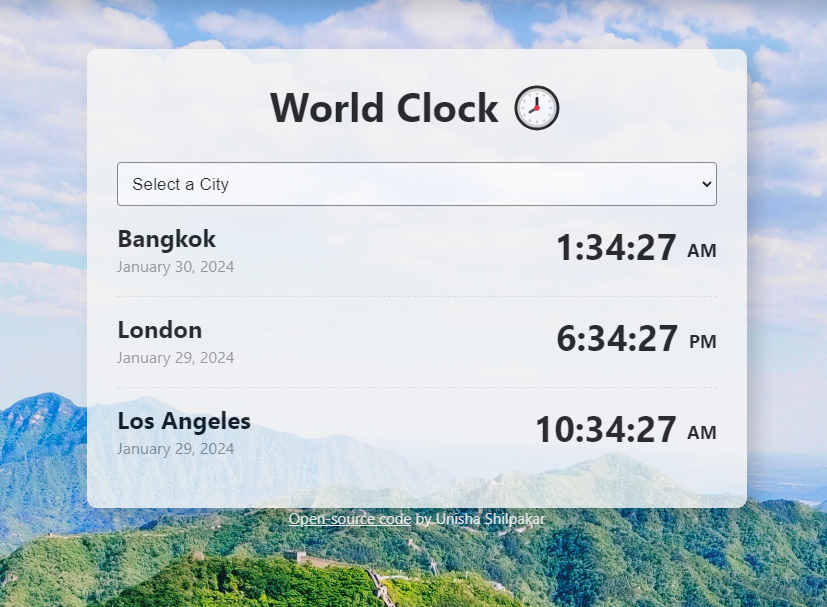 World Clock
Select a City
Bangkok
1:34:27 AM
January 30, 2024
London
6:34:27 PM
January 29, 2024
Los Angeles
10:34:27 AM
January 29, 2024
Open-source code by Unisha Shilpakar